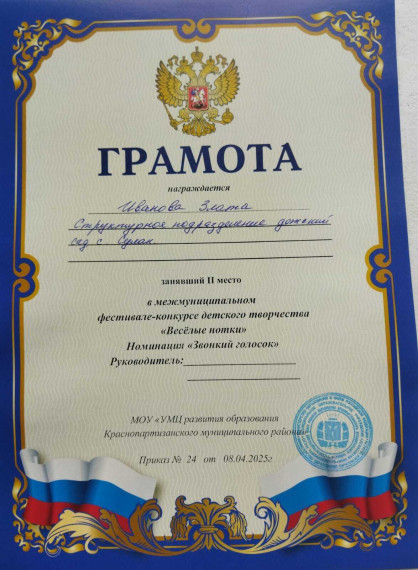 ГРАМОТА
награждается
Иванова Злата
Структурное подразделение детский
сад с. Сулак
занявший II место
в межмуниципальном
фестивале-конкурсе детского творчества
«Весёлые нотки»
Номинация «Звонкий голосок»
Руководитель:
МОУ «УМЦ развития образования
Краснопартизанского муниципального района»
Приказ № 24 от 08.04.2025г